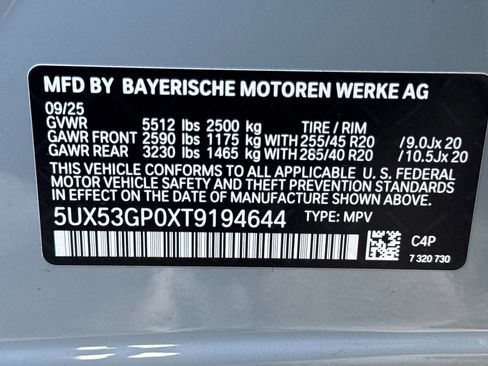 MFD BY BAYERISCHE MOTOREN WERKE AG
09/25
GVWR 5512 lbs 2500 kg TIRE / RIM
GAWR FRONT 2590 lbs 1175 kg WITH 255/45 R20 /9.0Jx 20
GAWR REAR 3230 lbs 1465 kg WITH 285/40 R20 /10.5Jx 20
THIS VEHICLE CONFORMS TO ALL APPLICABLE U. S. FEDERAL
MOTOR VEHICLE SAFETY AND THEFT PREVENTION STANDARDS
IN EFFECT ON THE DATE OF MANUFACTURE SHOWN ABOVE.
5UX53GP0XT9194644 TYPE: MPV
C4P
7 320 730